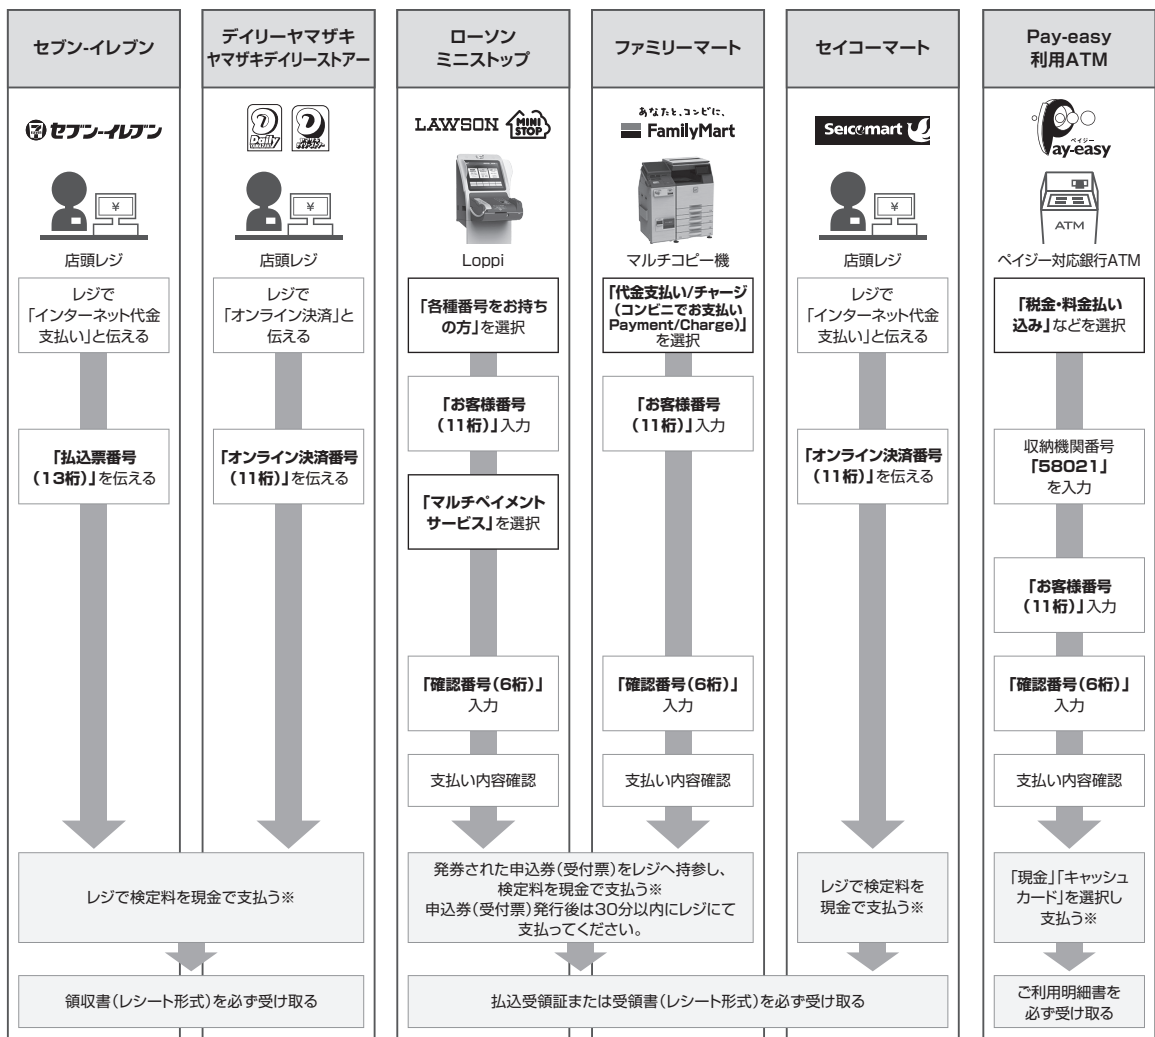 セブン-イレブン
デイリーヤマザキ
ヤマザキデイリーストアー
ローソン
ミニストップ
ファミリーマート
セイコーマート
Pay-easy
利用ATM
セブン-イレブン
Daily
LAWSON
MINI
STOP
あなたと、コンビに、
FamilyMart
Seicomart
ペイジー
Pay-easy
¥
¥
¥
ATM
店頭レジ
店頭レジ
Loppi
マルチコピー機
店頭レジ
ペイジー対応銀行ATM
レジで
「インターネット代金
支払い」と伝える
レジで
「オンライン決済」と
伝える
「各種番号をお持ち
の方」を選択
「代金支払い/チャージ
(コンビニでお支払い
Payment/Charge)」
を選択
レジで
「インターネット代金
支払い」と伝える
「税金・料金払い
込み」などを選択
「お客様番号
(11桁)」入力
「お客様番号
(11桁)」入力
「払込票番号
(13桁)」を伝える
「オンライン決済番号
(11桁)」を伝える
「マルチペイメント
サービス」を選択
「オンライン決済番号
(11桁)」を伝える
収納機関番号
「58021」
を入力
「お客様番号
(11桁)」入力
「確認番号(6桁)」
入力
「確認番号(6桁)」
入力
「確認番号(6桁)」
入力
支払い内容確認
支払い内容確認
支払い内容確認
レジで検定料を現金で支払う※
発券された申込券(受付票)をレジへ持参し、
検定料を現金で支払う※
申込券(受付票)発行後は30分以内にレジにて
支払ってください。
レジで検定料を
現金で支払う※
「現金」「キャッシュ
カード」を選択し
支払う※
領収書(レシート形式)を必ず受け取る
払込受領証または受領書(レシート形式)を必ず受け取る
ご利用明細書を
必ず受け取る